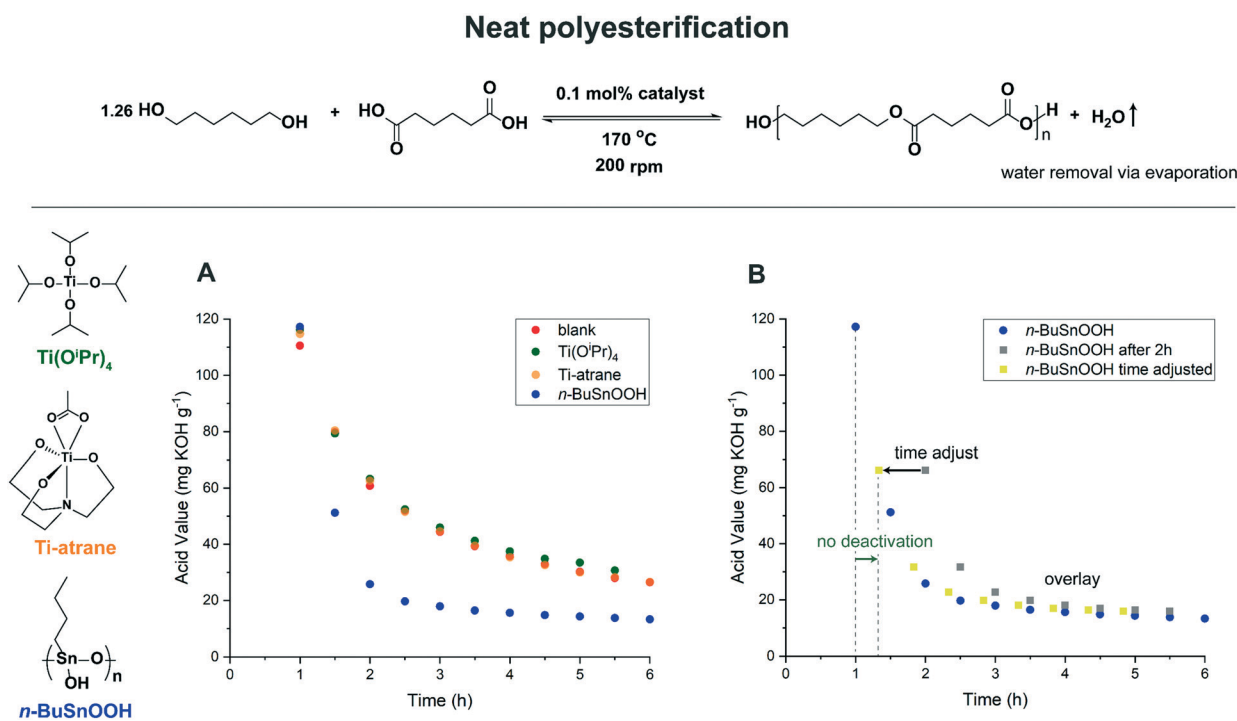 Neat polyesterification
1.26 HO
OH
+
HO
O
O
OH
0.1 mol% catalyst
170 °C
200 rpm
HO
O
O
O
O
H
n
+ H₂O ↑
water removal via evaporation
O
O
Ti
O
O
Ti(OⁱPr)₄
O
O
O
Ti
O
O
N
Ti-atrane
Sn
O
n
OH
n-BuSnOOH
A
Acid Value (mg KOH g⁻¹)
120
100
80
60
40
20
0
0 1 2 3 4 5 6
Time (h)
blank
Ti(OⁱPr)₄
Ti-atrane
n-BuSnOOH
B
Acid Value (mg KOH g⁻¹)
120
100
80
60
40
20
0
0 1 2 3 4 5 6
Time (h)
n-BuSnOOH
n-BuSnOOH after 2h
n-BuSnOOH time adjusted
time adjust
no deactivation
overlay